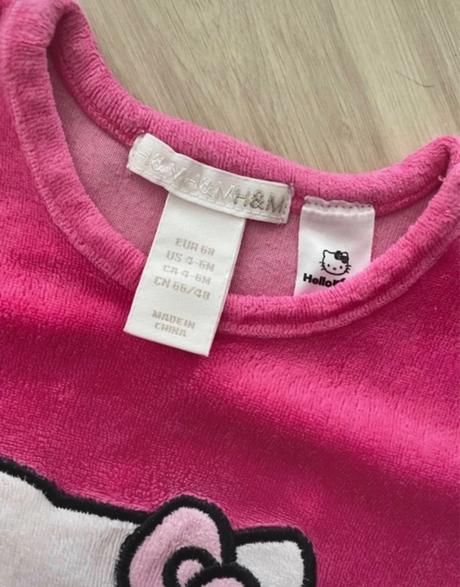 H&M H&M H&M
EUR 68
US 4-6M
CA 4-6M
CN 66/48
MADE IN
CHINA
Hello